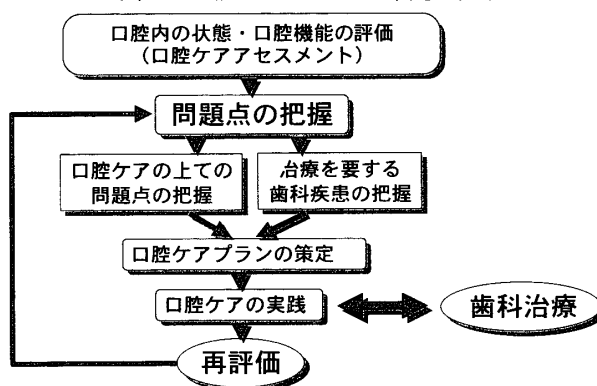 口腔内の状態・口腔機能の評価
（口腔ケアアセスメント）
問題点の把握
口腔ケアの上での
問題点の把握
治療を要する
歯科疾患の把握
口腔ケアプランの策定
口腔ケアの実践
歯科治療
再評価